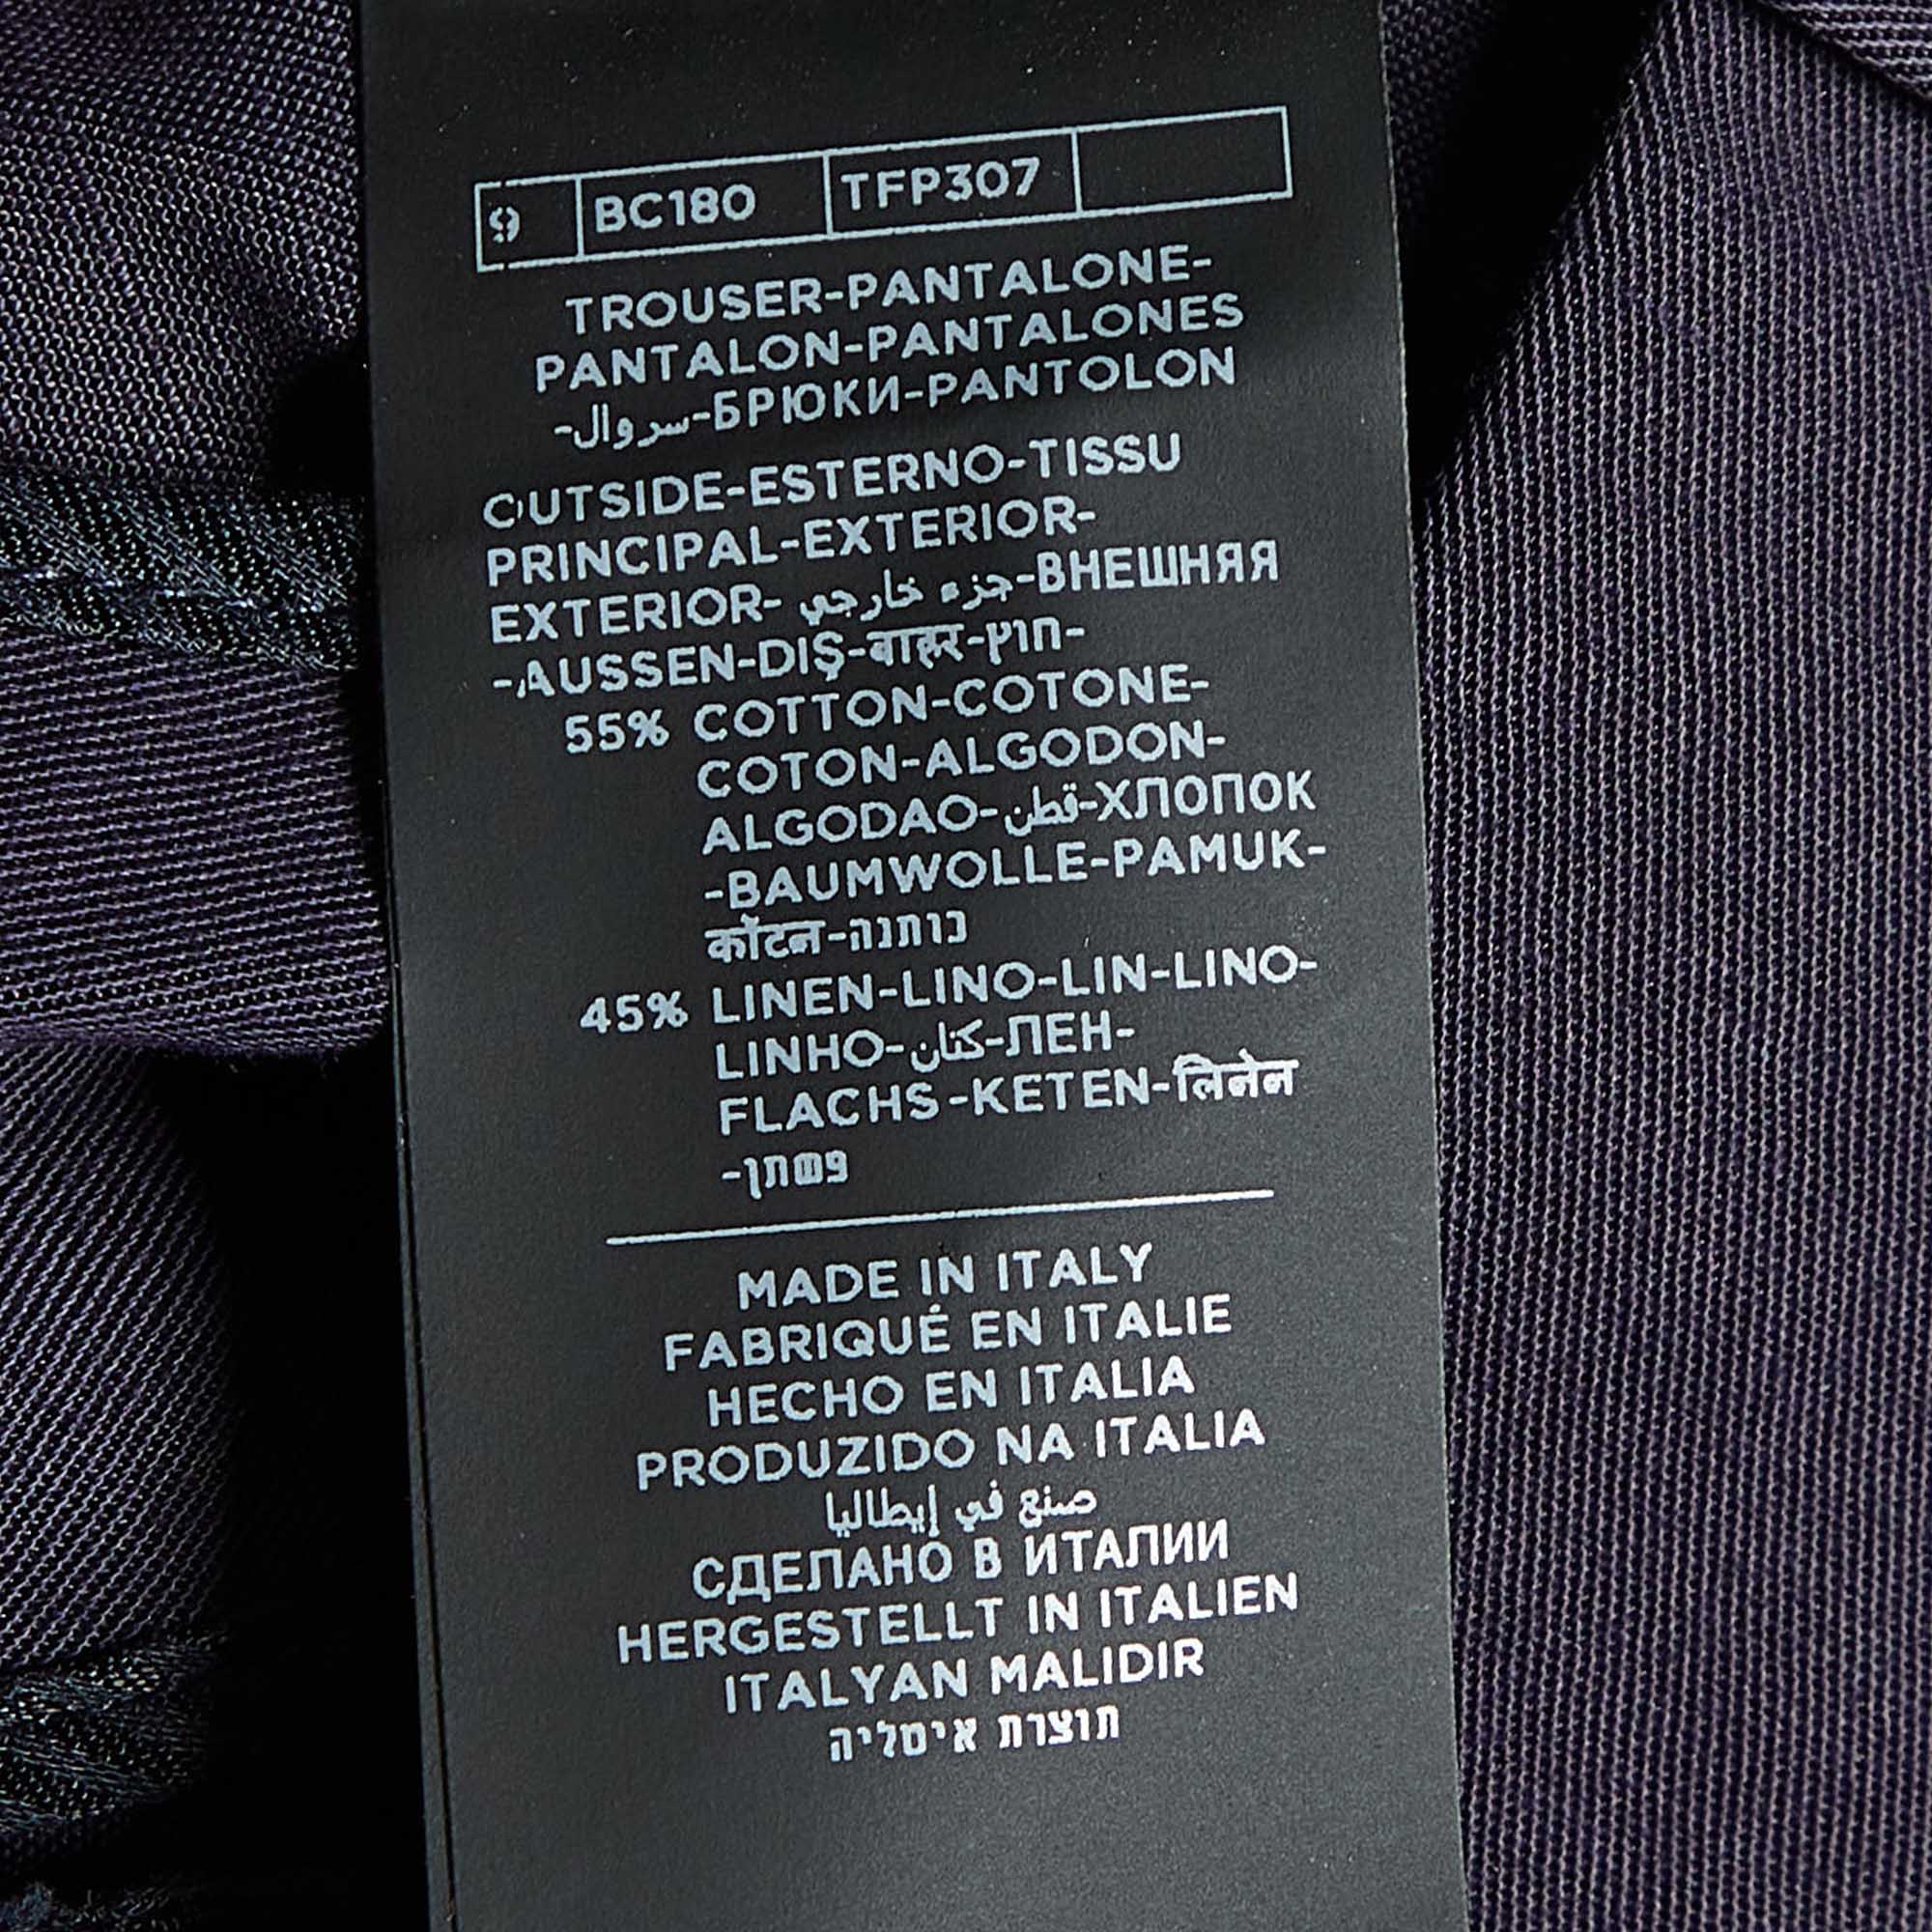 9 BC180 TFP307
TROUSER-PANTALONE-
PANTALON-PANTALONES
-سروال-БРЮКИ-PANTOLON
OUTSIDE-ESTERNO-TISSU
PRINCIPAL-EXTERIOR-
EXTERIOR- جزء خارجي-ВНЕШНЯЯ
-AUSSEN-DIŞ-बाहर-חוץ-
55% COTTON-COTONE-
COTON-ALGODON-
ALGODAO-قطن-ХЛОПОК
-BAUMWOLLE-PAMUK-
कॉटन-כותנה
45% LINEN-LINO-LIN-LINO-
LINHO-كتان-ЛЕН-
FLACHS-KETEN-लिनेन
-פשתן
MADE IN ITALY
FABRIQUÉ EN ITALIE
HECHO EN ITALIA
PRODUZIDO NA ITALIA
صنع في إيطاليا
СДЕЛАНО В ИТАЛИИ
HERGESTELLT IN ITALIEN
ITALYAN MALIDIR
תוצרת איטליה